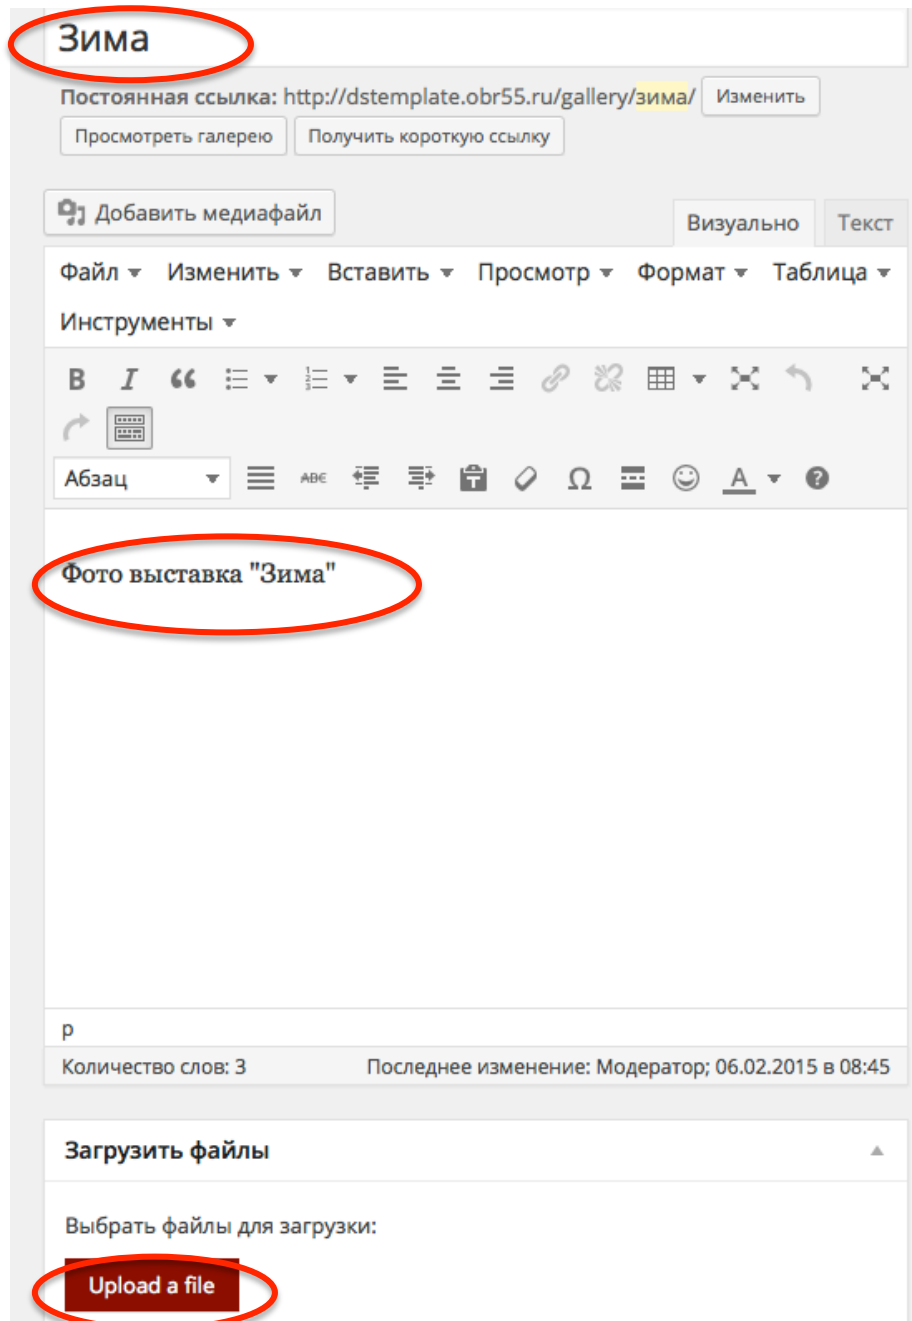 Зима
Постоянная ссылка: http://dstemplate.obr55.ru/gallery/зима/ Изменить
Просмотреть галерею Получить короткую ссылку
Добавить медиафайл
Визуально Текст
Файл Изменить Вставить Просмотр Формат Таблица
Инструменты
B I
Абзац ABC Ω A ?
Фото выставка "Зима"
p
Количество слов: 3 Последнее изменение: Модератор; 06.02.2015 в 08:45
Загрузить файлы
Выбрать файлы для загрузки:
Upload a file